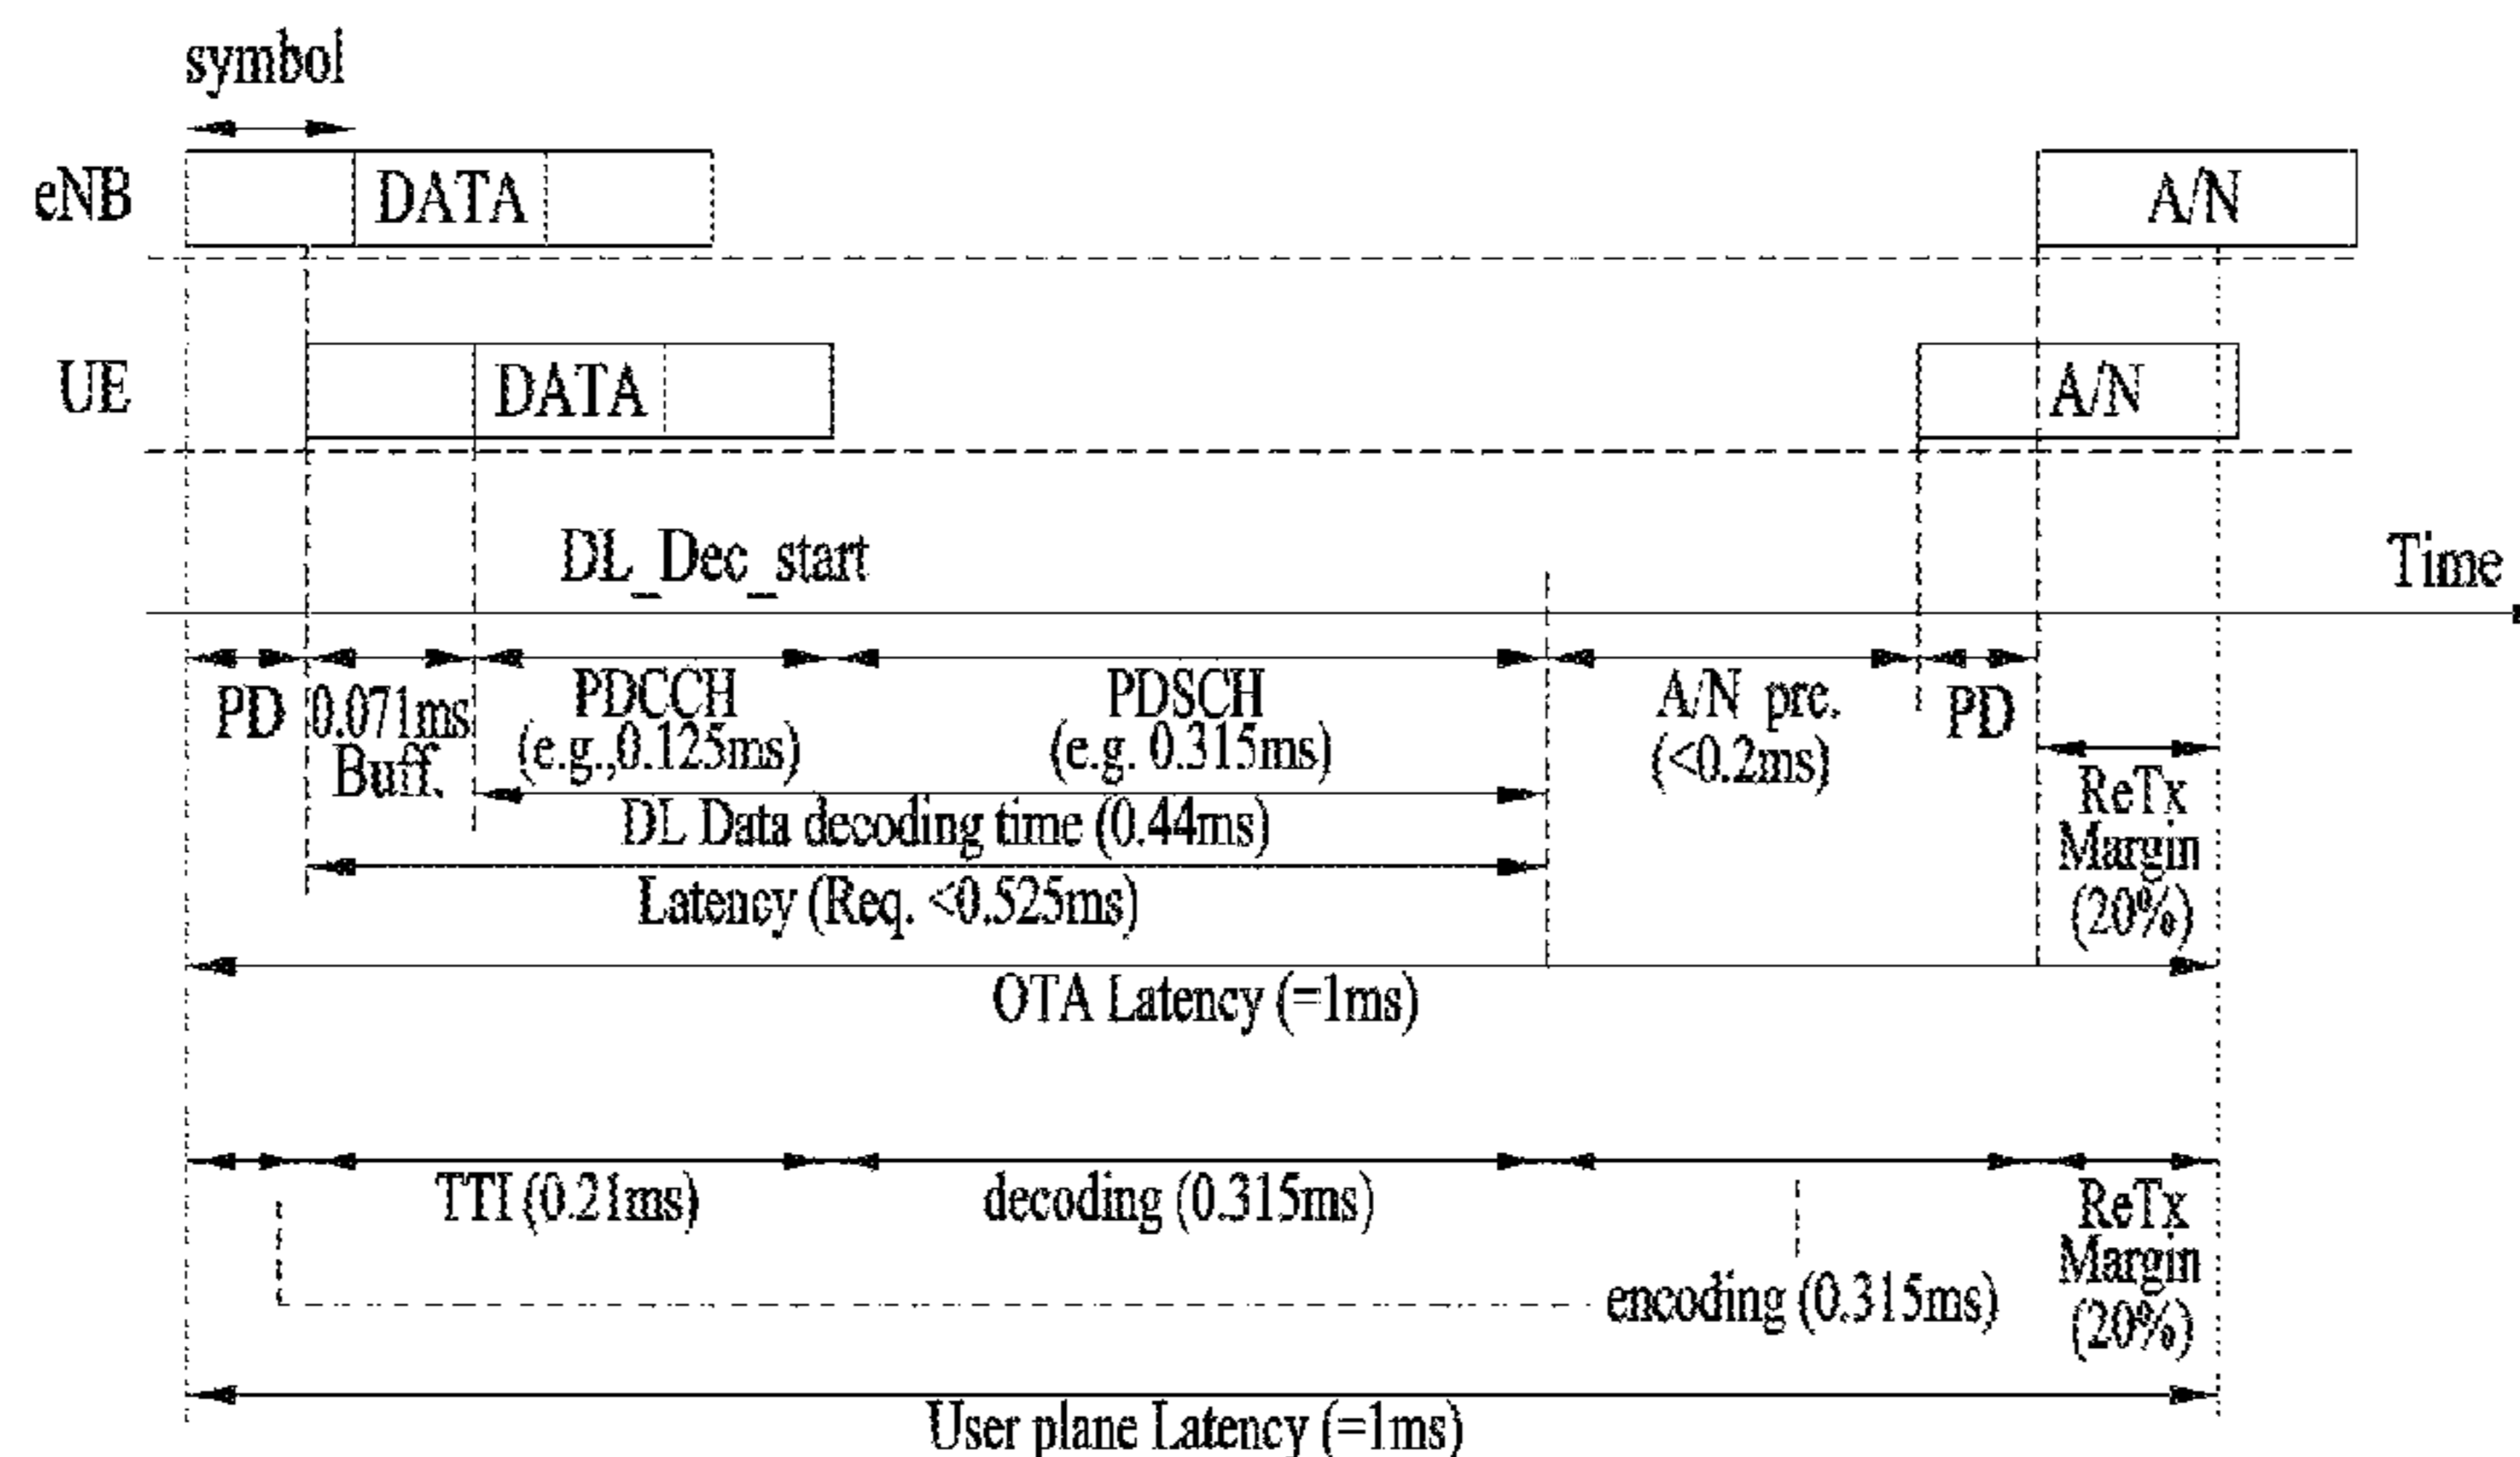 symbol
eNB
DATA
A/N
UE
DATA
A/N
DL_Dec_start
Time
PD
0.071ms
Buff.
PDCCH
(e.g.,0.125ms)
PDSCH
(e.g. 0.315ms)
A/N pre.
(<0.2ms)
PD
ReTx
Margin
(20%)
DL Data decoding time (0.44ms)
Latency (Req. <0.525ms)
OTA Latency (=1ms)
TTI (0.21ms)
decoding (0.315ms)
ReTx
Margin
(20%)
encoding (0.315ms)
User plane Latency (=1ms)